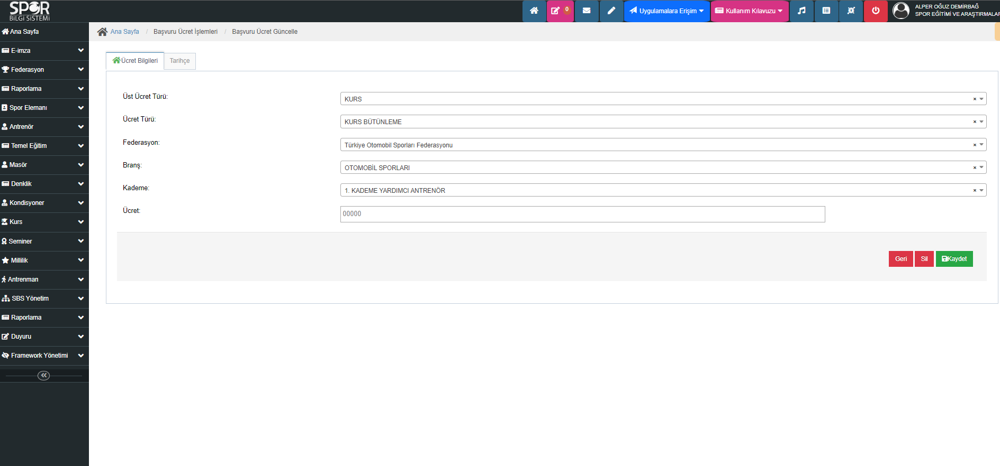 SPOR
BİLGİ SİSTEMİ
0
Uygulamalara Erişim
Kullanım Kılavuzu
ALPER OĞUZ DEMİRBAĞ
SPOR EĞİTİMİ VE ARAŞTIRMALAR
Ana Sayfa
E-imza
Federasyon
Raporlama
Spor Elemanı
Antrenör
Temel Eğitim
Masör
Denklik
Kondisyoner
Kurs
Seminer
Millilik
Antrenman
SBS Yönetim
Raporlama
Duyuru
Framework Yönetimi
Ana Sayfa / Başvuru Ücret İşlemleri / Başvuru Ücret Güncelle
Ücret Bilgileri
Tarihçe
Üst Ücret Türü:
KURS
Ücret Türü:
KURS BÜTÜNLEME
Federasyon:
Türkiye Otomobil Sporları Federasyonu
Branş:
OTOMOBİL SPORLARI
Kademe:
1. KADEME YARDIMCI ANTRENÖR
Ücret:
00000
Geri
Sil
Kaydet